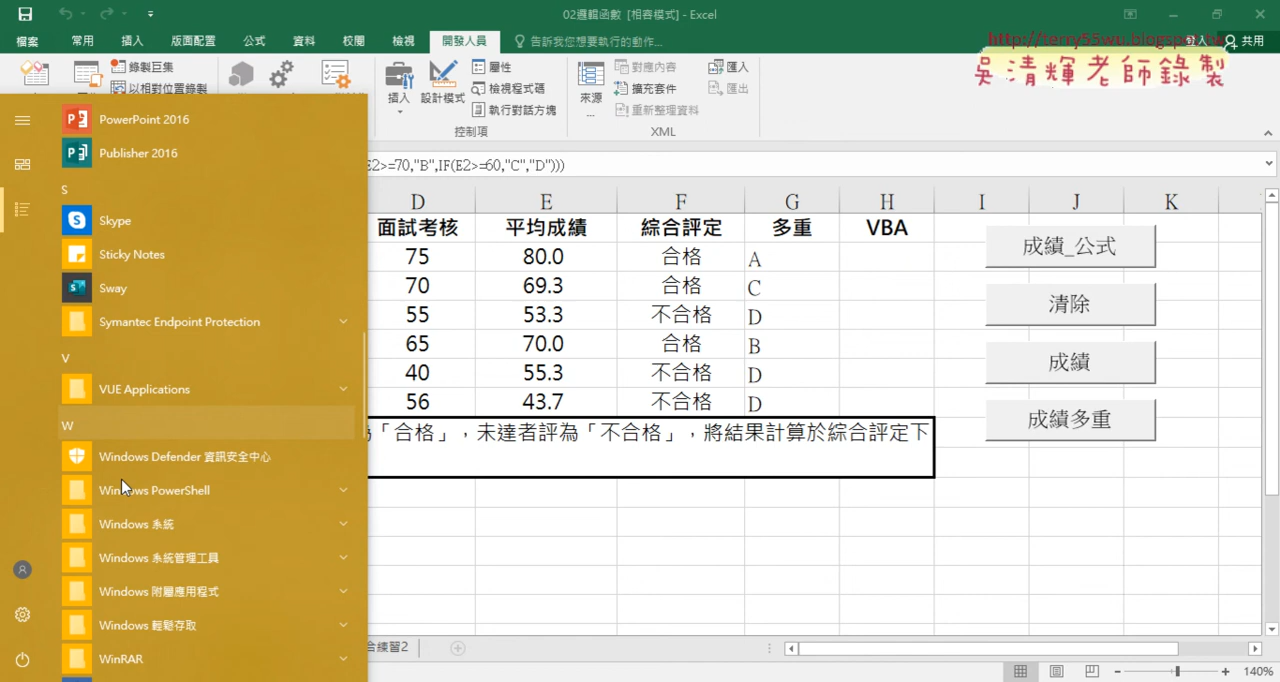 02邏輯函數 [相容模式] - Excel
檔案 常用 插入 版面配置 公式 資料 校閱 檢視 開發人員 告訴我您想要執行的動作... 共用
http://terry55wu.blogspot.tw
吳清輝老師錄製
錄製巨集
以相對位置錄製
插入
設計模式
屬性
檢視程式碼
執行對話方塊
控制項
來源
...
對應內容
擴充套件
重新整理資料
匯入
匯出
XML
E2>=70,"B",IF(E2>=60,"C","D")))
D E F G H I J K
面試考核 平均成績 綜合評定 多重 VBA
75 80.0 合格 A
70 69.3 合格 C
55 53.3 不合格 D
65 70.0 合格 B
40 55.3 不合格 D
56 43.7 不合格 D
「合格」，未達者評為「不合格」，將結果計算於綜合評定下
成績_公式
清除
成績
成績多重
PowerPoint 2016
Publisher 2016
S
Skype
Sticky Notes
Sway
Symantec Endpoint Protection
V
VUE Applications
W
Windows Defender 資訊安全中心
Windows PowerShell
Windows 系統
Windows 系統管理工具
Windows 附屬應用程式
Windows 輕鬆存取
WinRAR
合練習2
140%